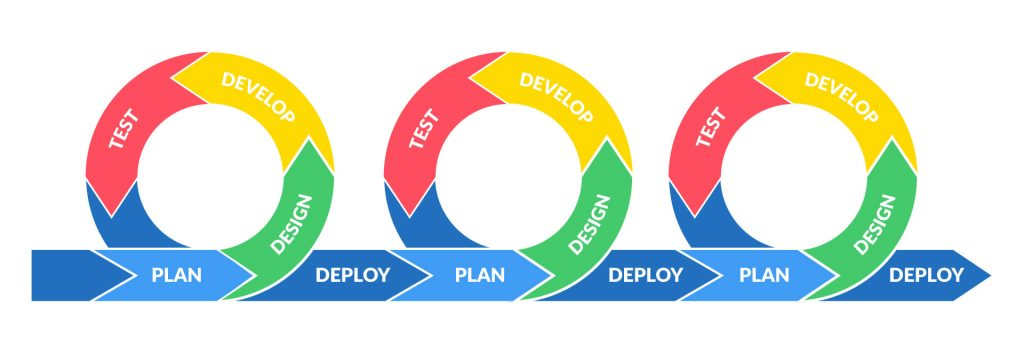 PLAN
DESIGN
DEVELOP
TEST
DEPLOY
PLAN
DESIGN
DEVELOP
TEST
DEPLOY
PLAN
DESIGN
DEVELOP
TEST
DEPLOY